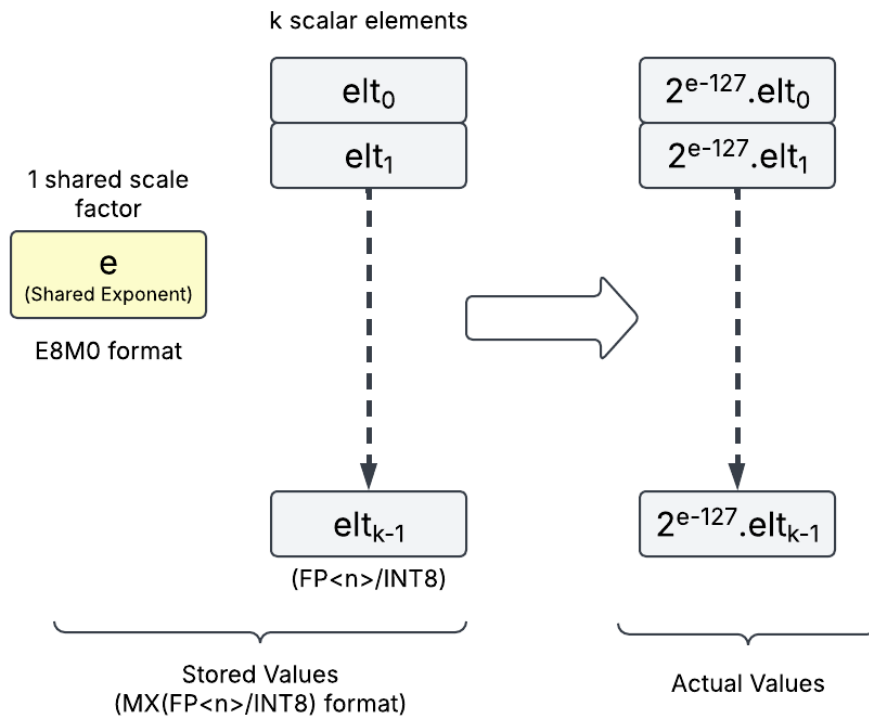 k scalar elements
elt₀
2ᵉ⁻¹²⁷.elt₀
elt₁
2ᵉ⁻¹²⁷.elt₁
1 shared scale
factor
e
(Shared Exponent)
E8M0 format
eltₖ₋₁
2ᵉ⁻¹²⁷.eltₖ₋₁
(FP<n>/INT8)
Stored Values
(MX(FP<n>/INT8) format)
Actual Values